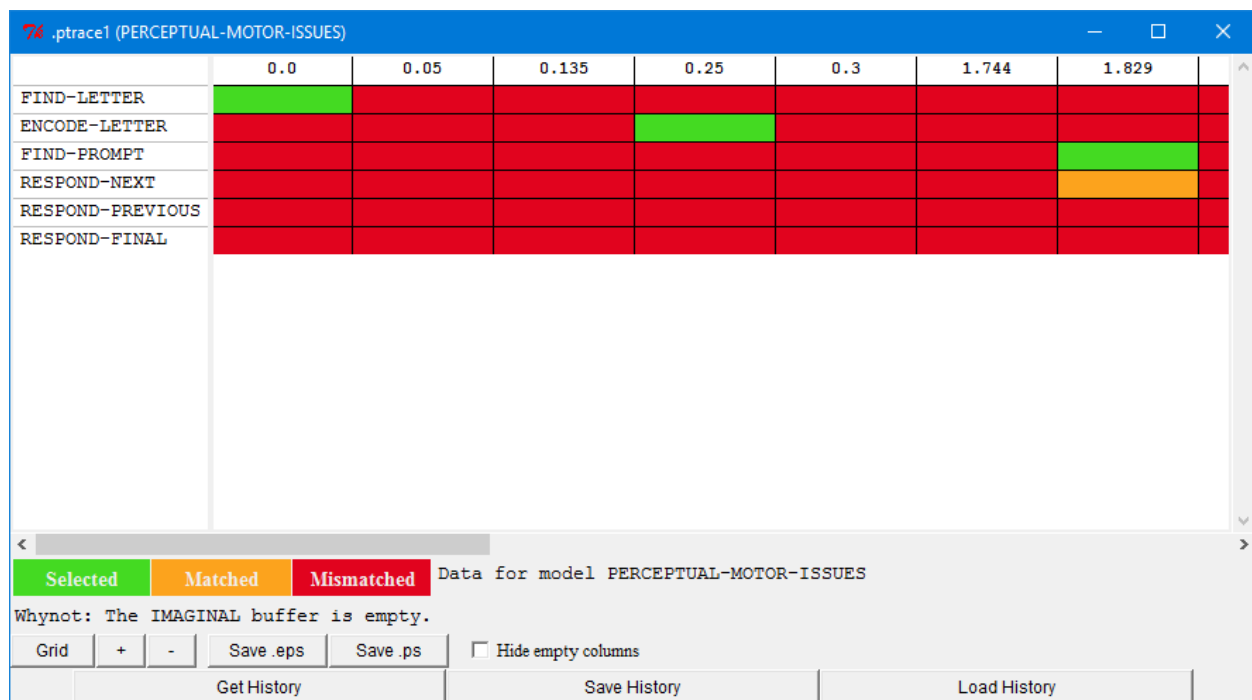 .ptrace1 (PERCEPTUAL-MOTOR-ISSUES)
0.0 0.05 0.135 0.25 0.3 1.744 1.829
FIND-LETTER
ENCODE-LETTER
FIND-PROMPT
RESPOND-NEXT
RESPOND-PREVIOUS
RESPOND-FINAL
Selected Matched Mismatched Data for model PERCEPTUAL-MOTOR-ISSUES
Whynot: The IMAGINAL buffer is empty.
Grid + - Save .eps Save .ps Hide empty columns
Get History Save History Load History